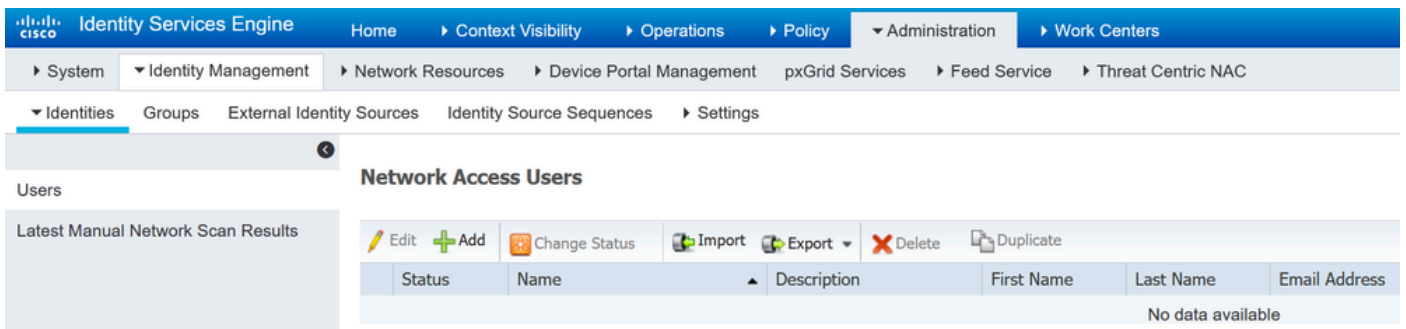 cisco Identity Services Engine Home Context Visibility Operations Policy Administration Work Centers
System Identity Management Network Resources Device Portal Management pxGrid Services Feed Service Threat Centric NAC
Identities Groups External Identity Sources Identity Source Sequences Settings
Network Access Users
Users
Latest Manual Network Scan Results
Edit Add Change Status Import Export Delete Duplicate
Status Name Description First Name Last Name Email Address
No data available